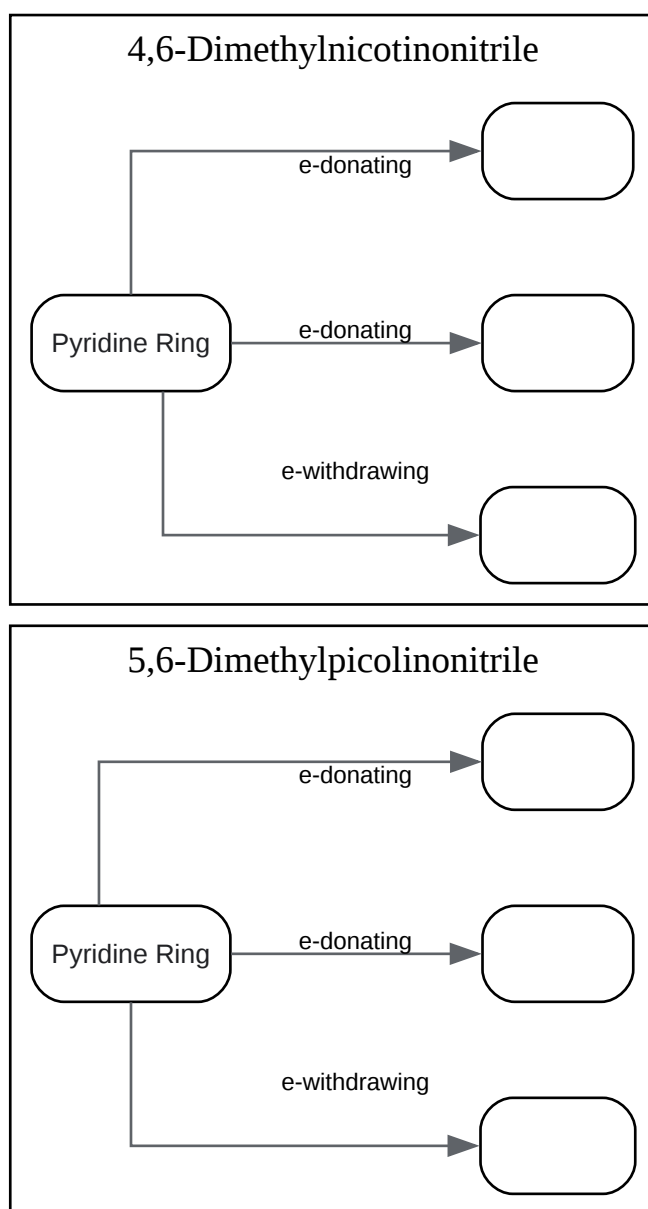 4,6-Dimethylnicotinonitrile
e-donating
Pyridine Ring
e-donating
e-withdrawing
5,6-Dimethylpicolinonitrile
e-donating
Pyridine Ring
e-donating
e-withdrawing